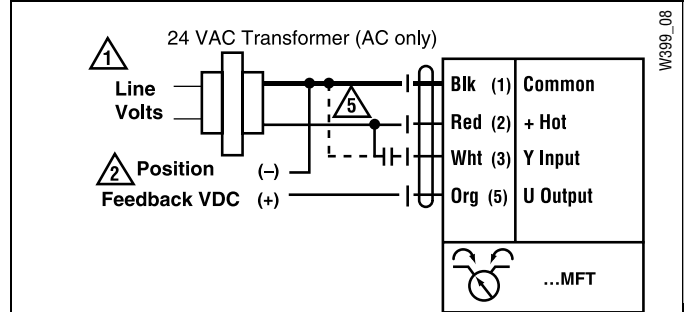 24 VAC Transformer (AC only)
W399_08
1
Line
Volts
5
Blk (1) Common
Red (2) + Hot
Wht (3) Y Input
Org (5) U Output
2
Position (–)
Feedback VDC (+)
...MFT